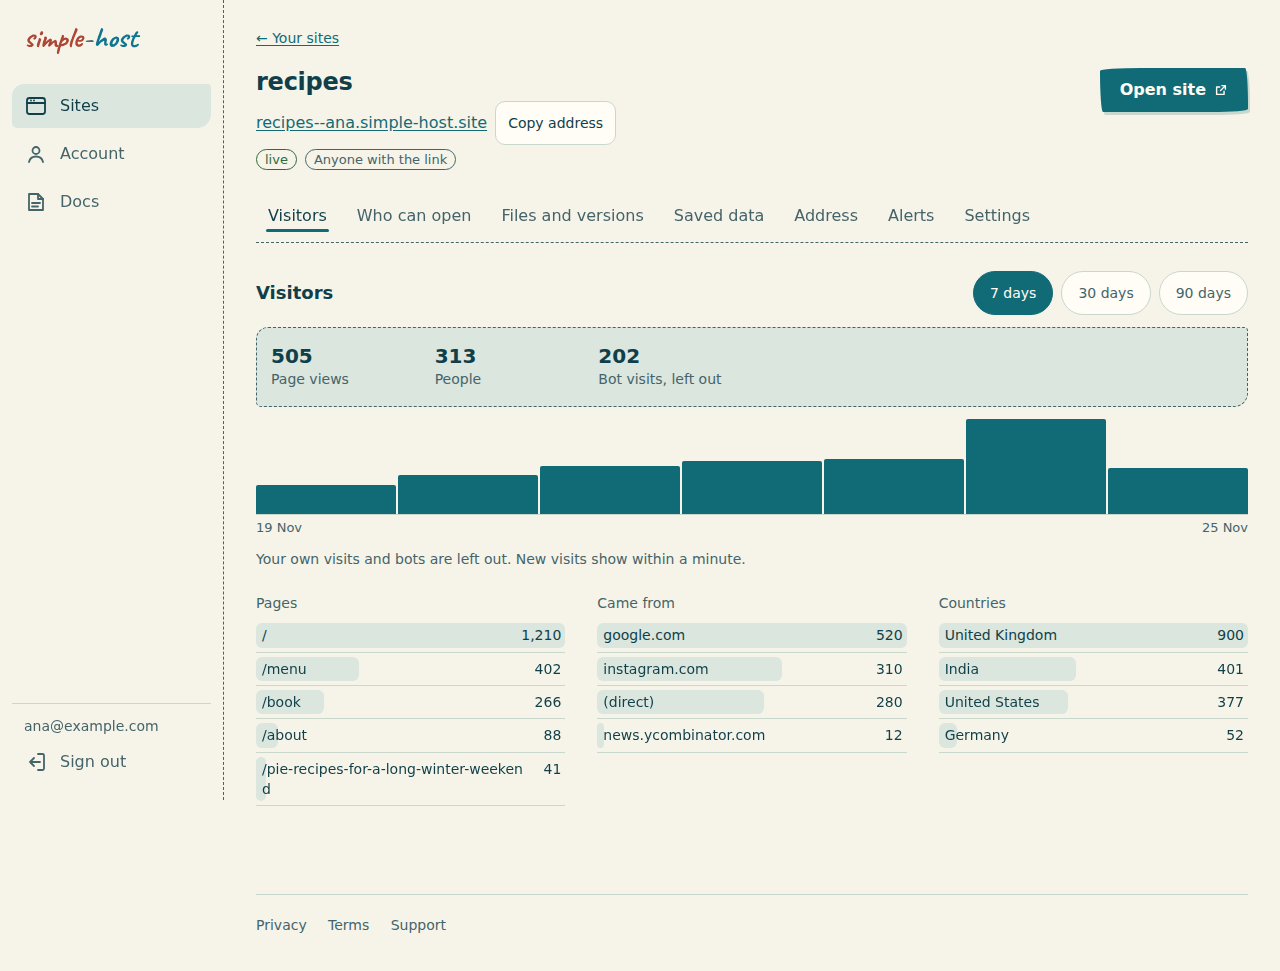 simple-host
Sites
Account
Docs
ana@example.com
Sign out
← Your sites
recipes
Open site
recipes--ana.simple-host.site
Copy address
live
Anyone with the link
Visitors
Who can open
Files and versions
Saved data
Address
Alerts
Settings
Visitors
7 days
30 days
90 days
505
Page views
313
People
202
Bot visits, left out
19 Nov
25 Nov
Your own visits and bots are left out. New visits show within a minute.
Pages
/ 1,210
/menu 402
/book 266
/about 88
/pie-recipes-for-a-long-winter-weeken 41
d
Came from
google.com 520
instagram.com 310
(direct) 280
news.ycombinator.com 12
Countries
United Kingdom 900
India 401
United States 377
Germany 52
Privacy
Terms
Support